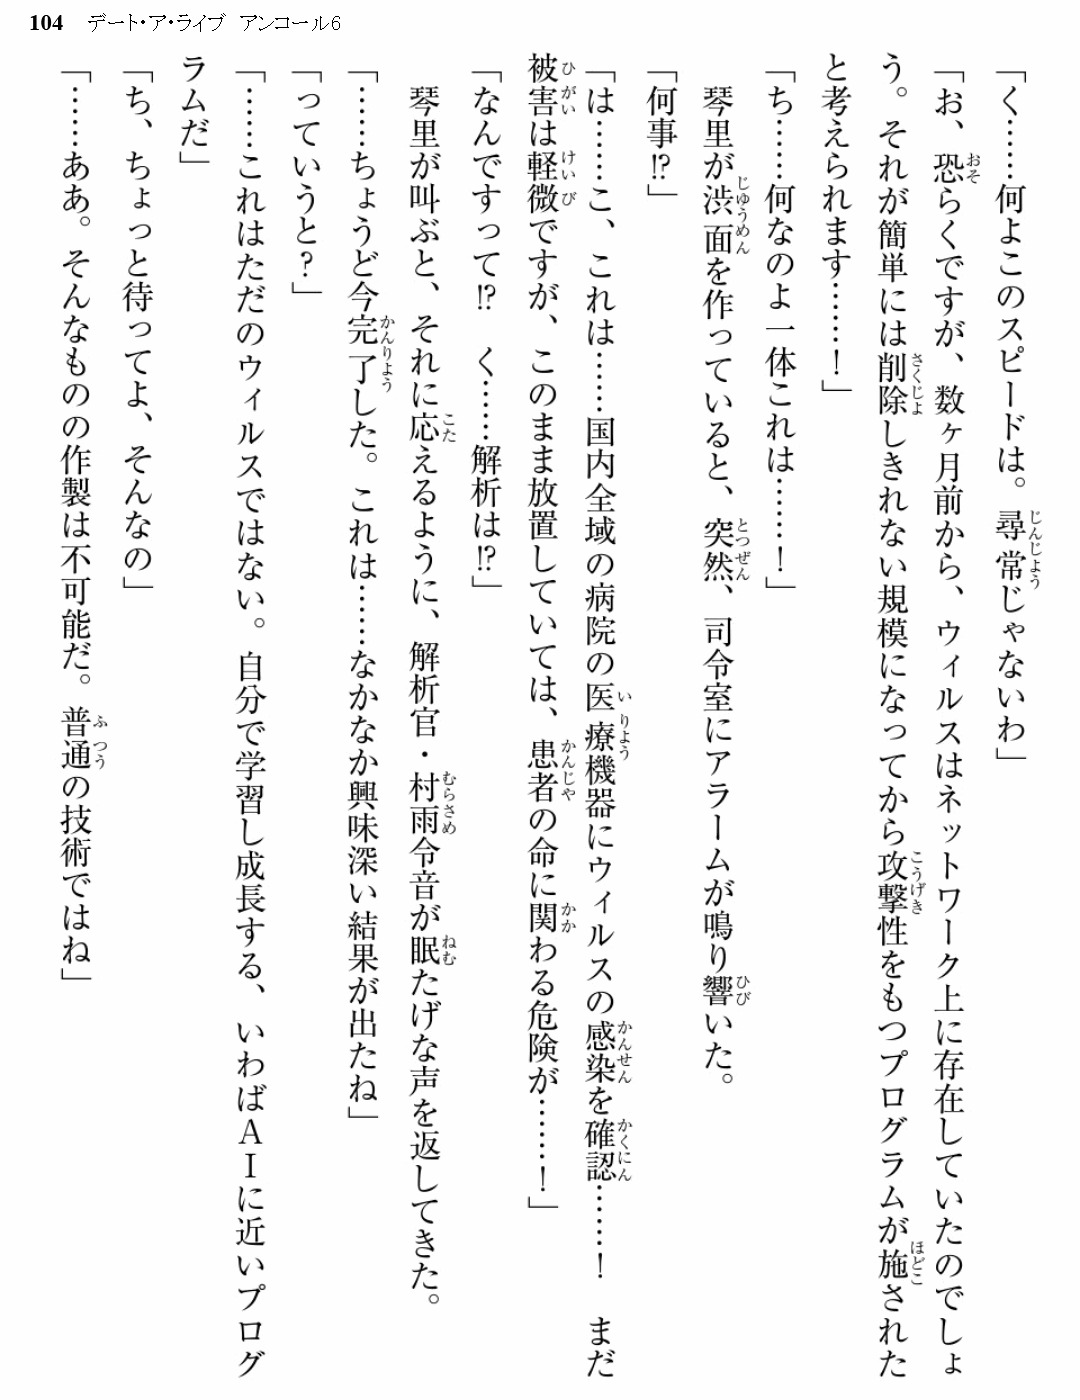 104 デート・ア・ライブ アンコール6
「く……何よこのスピードは。尋常じゃないわ」
「お、恐らくですが、数ヶ月前から、ウィルスはネットワーク上に存在していたのでしょ
う。それが簡単には削除しきれない規模になってから攻撃性をもつプログラムが施された
と考えられます……！」
「ち……何なのよ一体これは……！」
　琴里が渋面を作っていると、突然、司令室にアラームが鳴り響いた。
「何事!?」
「は……こ、これは……国内全域の病院の医療機器にウィルスの感染を確認……！　まだ
被害は軽微ですが、このまま放置していては、患者の命に関わる危険が……！」
「なんですって!?　く……解析は!?」
　琴里が叫ぶと、それに応えるように、解析官・村雨令音が眠たげな声を返してきた。
「……ちょうど今完了した。これは……なかなか興味深い結果が出たね」
「っていうと？」
「……これはただのウィルスではない。自分で学習し成長する、いわばＡＩに近いプログ
ラムだ」
「ち、ちょっと待ってよ、そんなの」
「……ああ。そんなものの作製は不可能だ。普通の技術ではね」